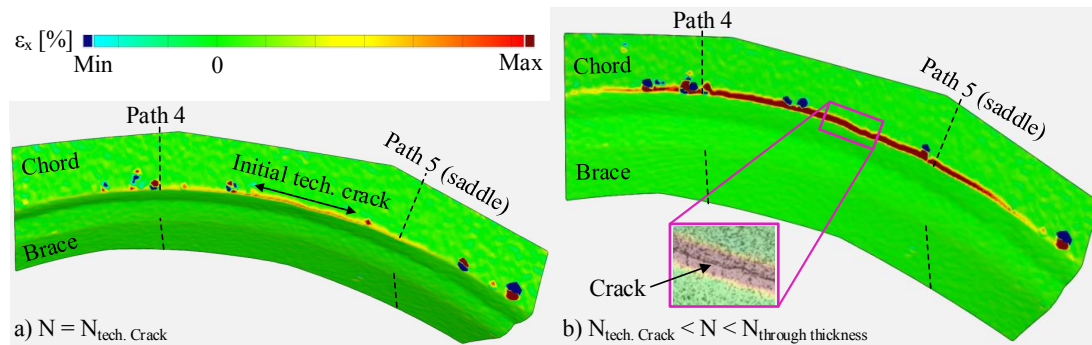 εx [%]
Min
0
Max
Path 4
Chord
Initial tech. crack
Path 5 (saddle)
Brace
a) N = Ntech. Crack
Path 4
Chord
Path 5 (saddle)
Brace
Crack
b) Ntech. Crack < N < Nthrough thickness